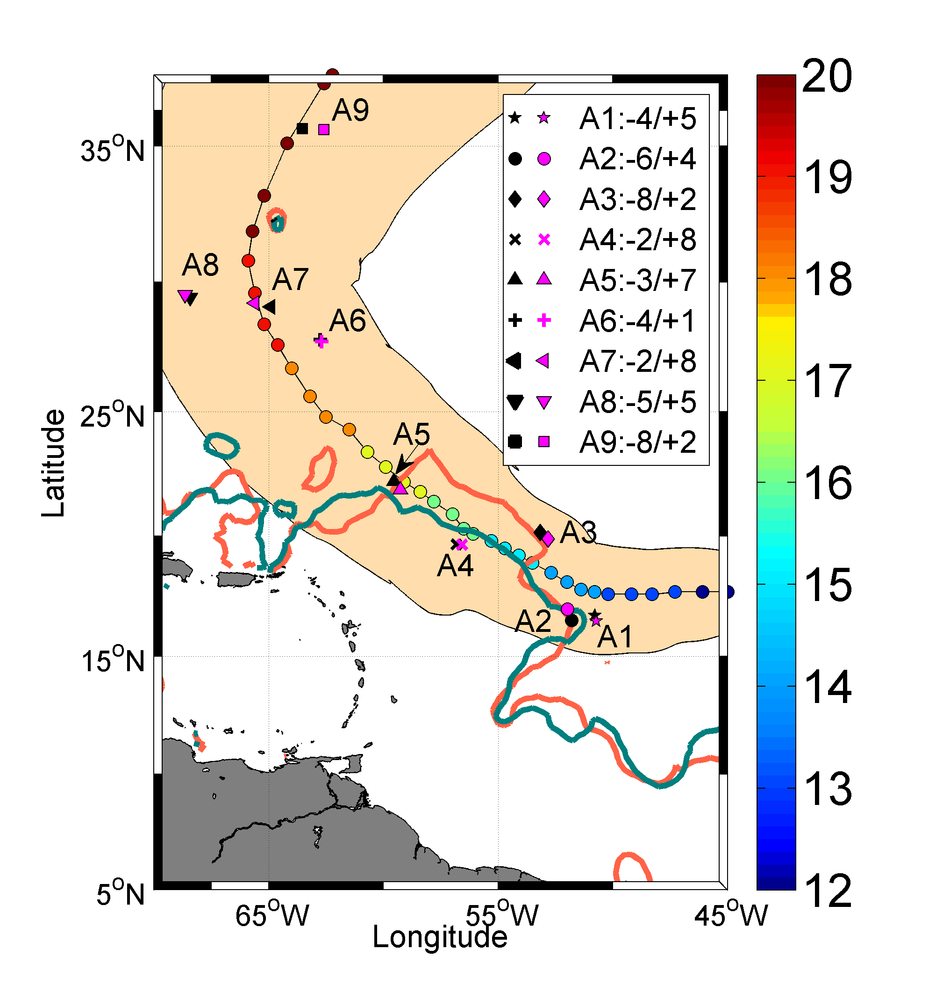 20
19
18
17
16
15
14
13
12
35°N
25°N
15°N
5°N
65°W
55°W
45°W
Latitude
Longitude
A9
A8
A7
A6
A5
A3
A4
A2
A1
A1:-4/+5
A2:-6/+4
A3:-8/+2
A4:-2/+8
A5:-3/+7
A6:-4/+1
A7:-2/+8
A8:-5/+5
A9:-8/+2